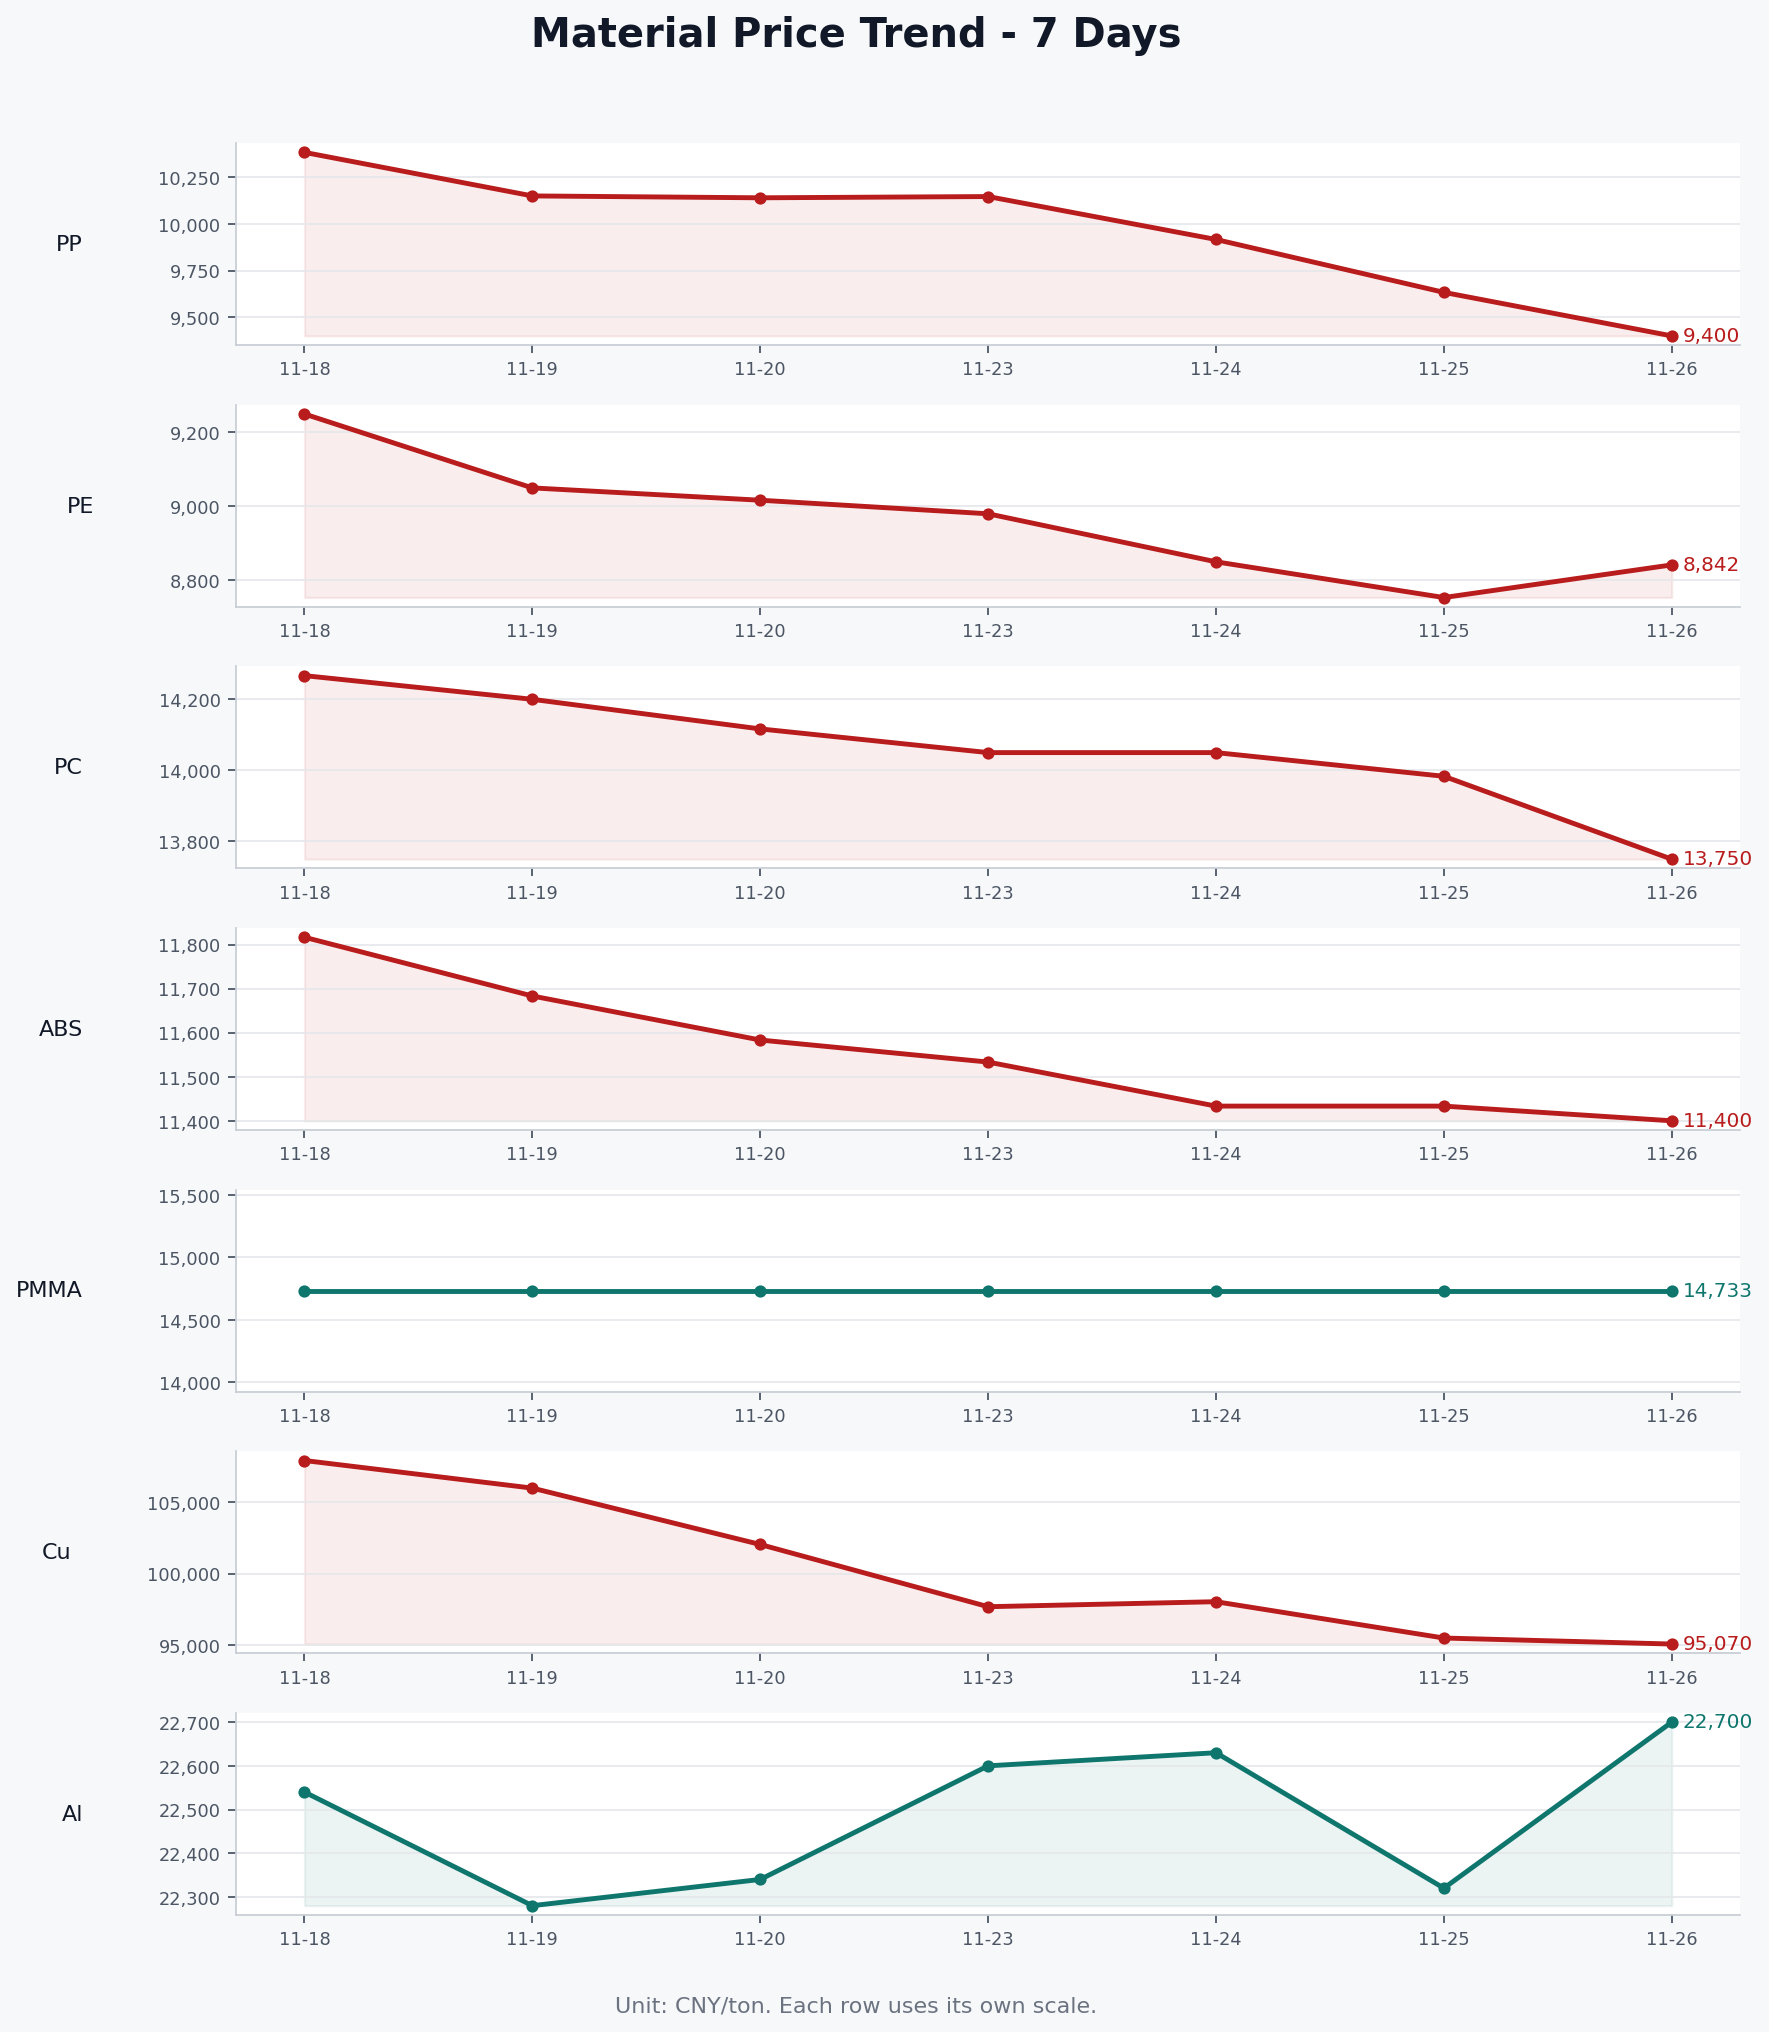 Material Price Trend - 7 Days
PP
10,250
10,000
9,750
9,500
9,400
11-18 11-19 11-20 11-23 11-24 11-25 11-26
PE
9,200
9,000
8,800
8,842
11-18 11-19 11-20 11-23 11-24 11-25 11-26
PC
14,200
14,000
13,800
13,750
11-18 11-19 11-20 11-23 11-24 11-25 11-26
ABS
11,800
11,700
11,600
11,500
11,400
11,400
11-18 11-19 11-20 11-23 11-24 11-25 11-26
PMMA
15,500
15,000
14,500
14,000
14,733
11-18 11-19 11-20 11-23 11-24 11-25 11-26
Cu
105,000
100,000
95,000
95,070
11-18 11-19 11-20 11-23 11-24 11-25 11-26
Al
22,700
22,600
22,500
22,400
22,300
22,700
11-18 11-19 11-20 11-23 11-24 11-25 11-26
Unit: CNY/ton. Each row uses its own scale.